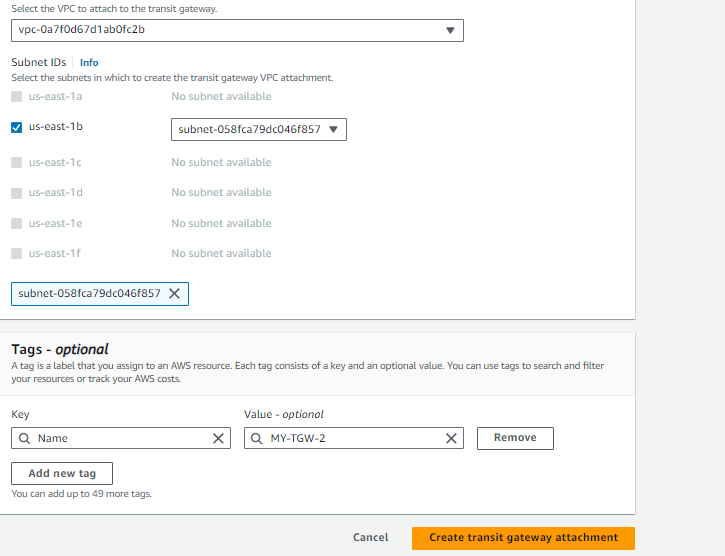 Select the VPC to attach to the transit gateway.
vpc-0a7f0d67d1ab0fc2b
Subnet IDs Info
Select the subnets in which to create the transit gateway VPC attachment.
us-east-1a No subnet available
us-east-1b subnet-058fca79dc046f857
us-east-1c No subnet available
us-east-1d No subnet available
us-east-1e No subnet available
us-east-1f No subnet available
subnet-058fca79dc046f857
Tags - optional
A tag is a label that you assign to an AWS resource. Each tag consists of a key and an optional value. You can use tags to search and filter
your resources or track your AWS costs.
Key Value - optional
Name MY-TGW-2 Remove
Add new tag
You can add up to 49 more tags.
Cancel Create transit gateway attachment